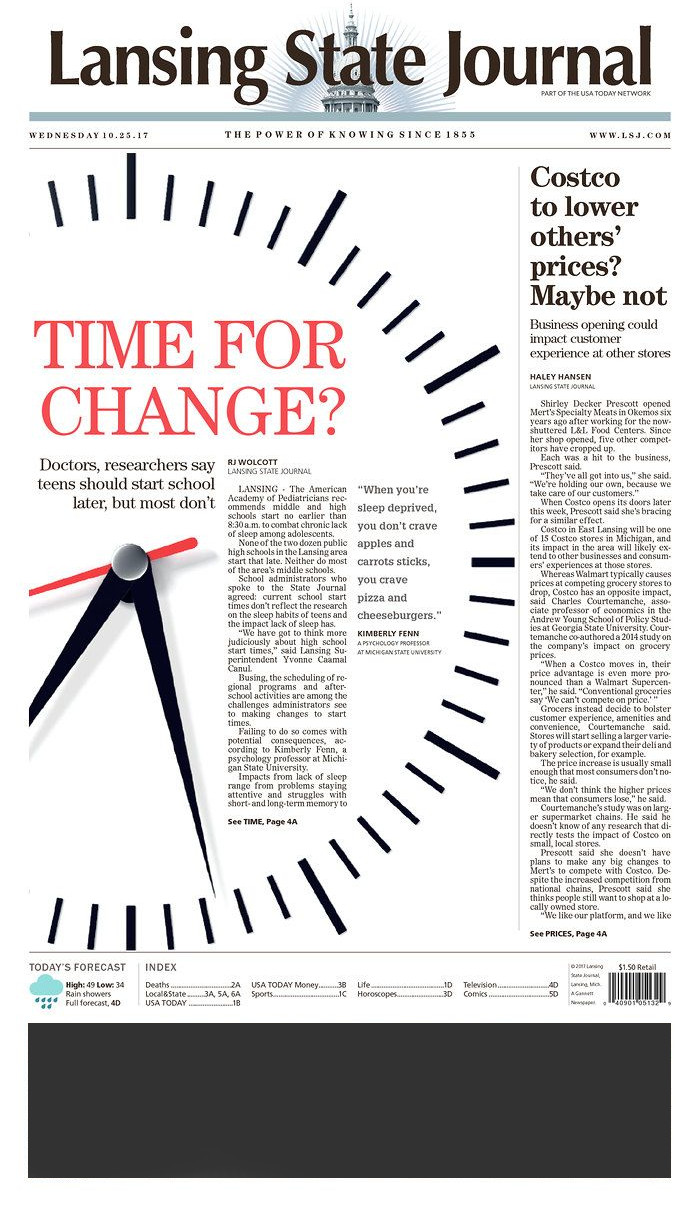 Lansing State Journal
PART OF THE USA TODAY NETWORK
WEDNESDAY 10.25.17
THE POWER OF KNOWING SINCE 1855
WWW.LSJ.COM
TIME FOR
CHANGE?
Doctors, researchers say
teens should start school
later, but most don't
RJ WOLCOTT
LANSING STATE JOURNAL
LANSING - The American
Academy of Pediatricians rec-
ommends middle and high
schools start no earlier than
8:30 a.m. to combat chronic lack
of sleep among adolescents.
None of the two dozen public
high schools in the Lansing area
start that late. Neither do most
of the area's middle schools.
School administrators who
spoke to the State Journal
agreed: current school start
times don't reflect the research
on the sleep habits of teens and
the impact lack of sleep has.
"We have got to think more
judiciously about high school
start times," said Lansing Su-
perintendent Yvonne Caamal
Canul.
Busing, the scheduling of re-
gional programs and after-
school activities are among the
challenges administrators see
to making changes to start
times.
Failing to do so comes with
potential consequences, ac-
cording to Kimberly Fenn, a
psychology professor at Michi-
gan State University.
Impacts from lack of sleep
range from problems staying
attentive and struggles with
short- and long-term memory to
See TIME, Page 4A
"When you're
sleep deprived,
you don't crave
apples and
carrots sticks,
you crave
pizza and
cheeseburgers."
KIMBERLY FENN
A PSYCHOLOGY PROFESSOR
AT MICHIGAN STATE UNIVERSITY
Costco
to lower
others'
prices?
Maybe not
Business opening could
impact customer
experience at other stores
HALEY HANSEN
LANSING STATE JOURNAL
Shirley Decker Prescott opened
Mert's Specialty Meats in Okemos six
years ago after working for the now-
shuttered L&L Food Centers. Since
her shop opened, five other compet-
itors have cropped up.
Each was a hit to the business,
Prescott said.
"They've all got into us," she said.
"We're holding our own, because we
take care of our customers."
When Costco opens its doors later
this week, Prescott said she's bracing
for a similar effect.
Costco in East Lansing will be one
of 15 Costco stores in Michigan, and
its impact in the area will likely ex-
tend to other businesses and consum-
ers' experiences at those stores.
Whereas Walmart typically causes
prices at competing grocery stores to
drop, Costco has an opposite impact,
said Charles Courtemanche, asso-
ciate professor of economics in the
Andrew Young School of Policy Stud-
ies at Georgia State University. Cour-
temanche co-authored a 2014 study on
the company's impact on grocery
prices.
"When a Costco moves in, their
price advantage is even more pro-
nounced than a Walmart Supercen-
ter," he said. "Conventional groceries
say 'We can't compete on price.' "
Grocers instead decide to bolster
customer experience, amenities and
convenience, Courtemanche said.
Stores will start selling a larger varie-
ty of products or expand their deli and
bakery selection, for example.
The price increase is usually small
enough that most consumers don't no-
tice, he said.
"We don't think the higher prices
mean that consumers lose," he said.
Courtemanche's study was on larg-
er supermarket chains. He said he
doesn't know of any research that di-
rectly tests the impact of Costco on
small, local stores.
Prescott said she doesn't have
plans to make any big changes to
Mert's to compete with Costco. De-
spite the increased competition from
national chains, Prescott said she
thinks people still want to shop at a lo-
cally owned store.
"We like our platform, and we like
See PRICES, Page 4A
TODAY'S FORECAST
High: 49 Low: 34
Rain showers
Full forecast, 4D
INDEX
Deaths 2A
Local&State 3A, 5A, 6A
USA TODAY 1B
USA TODAY Money 3B
Sports 1C
Life 1D
Horoscopes 3D
Television 4D
Comics 5D
© 2017 Lansing
State Journal,
Lansing, Mich.
A Gannett
Newspaper
$1.50 Retail
0 40901 05132 9